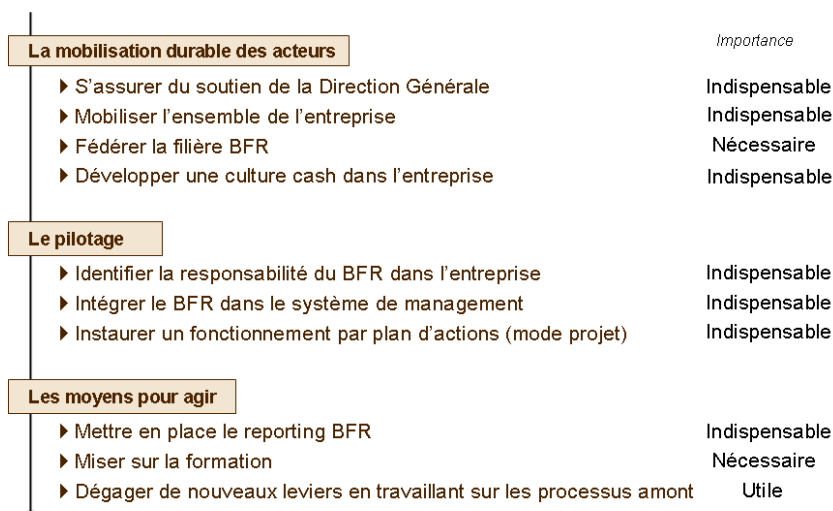 Importance
La mobilisation durable des acteurs
S'assurer du soutien de la Direction Générale Indispensable
Mobiliser l'ensemble de l'entreprise Indispensable
Fédérer la filière BFR Nécessaire
Développer une culture cash dans l'entreprise Indispensable
Le pilotage
Identifier la responsabilité du BFR dans l'entreprise Indispensable
Intégrer le BFR dans le système de management Indispensable
Instaurer un fonctionnement par plan d'actions (mode projet) Indispensable
Les moyens pour agir
Mettre en place le reporting BFR Indispensable
Miser sur la formation Nécessaire
Dégager de nouveaux leviers en travaillant sur les processus amont Utile